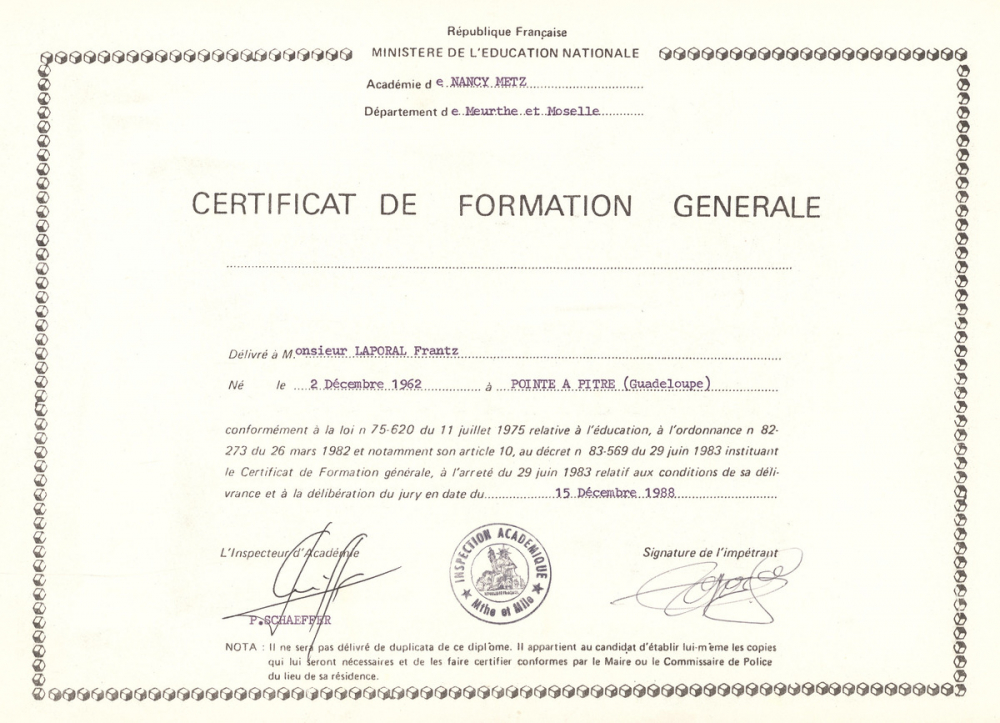 République Française
MINISTERE DE L'EDUCATION NATIONALE
Académie de NANCY METZ
Département de Meurthe et Moselle
CERTIFICAT DE FORMATION GENERALE
Délivré à Monsieur LAPORAL Frantz
Né le 2 Décembre 1962 à POINTE A PITRE (Guadeloupe)
conformément à la loi n 75-620 du 11 juillet 1975 relative à l'éducation, à l'ordonnance n 82-
273 du 26 mars 1982 et notamment son article 10, au décret n 83-569 du 29 juin 1983 instituant
le Certificat de Formation générale, à l'arreté du 29 juin 1983 relatif aux conditions de sa déli-
vrance et à la délibération du jury en date du 15 Décembre 1988
L'Inspecteur d'Académie
INSPECTION ACADEMIQUE
Mthe et Mlle
Signature de l'impétrant
P.SCHAEFFER
NOTA : Il ne sera pas délivré de duplicata de ce diplôme. Il appartient au candidat d'établir lui-même les copies
qui lui seront nécessaires et de les faire certifier conformes par le Maire ou le Commissaire de Police
du lieu de sa résidence.